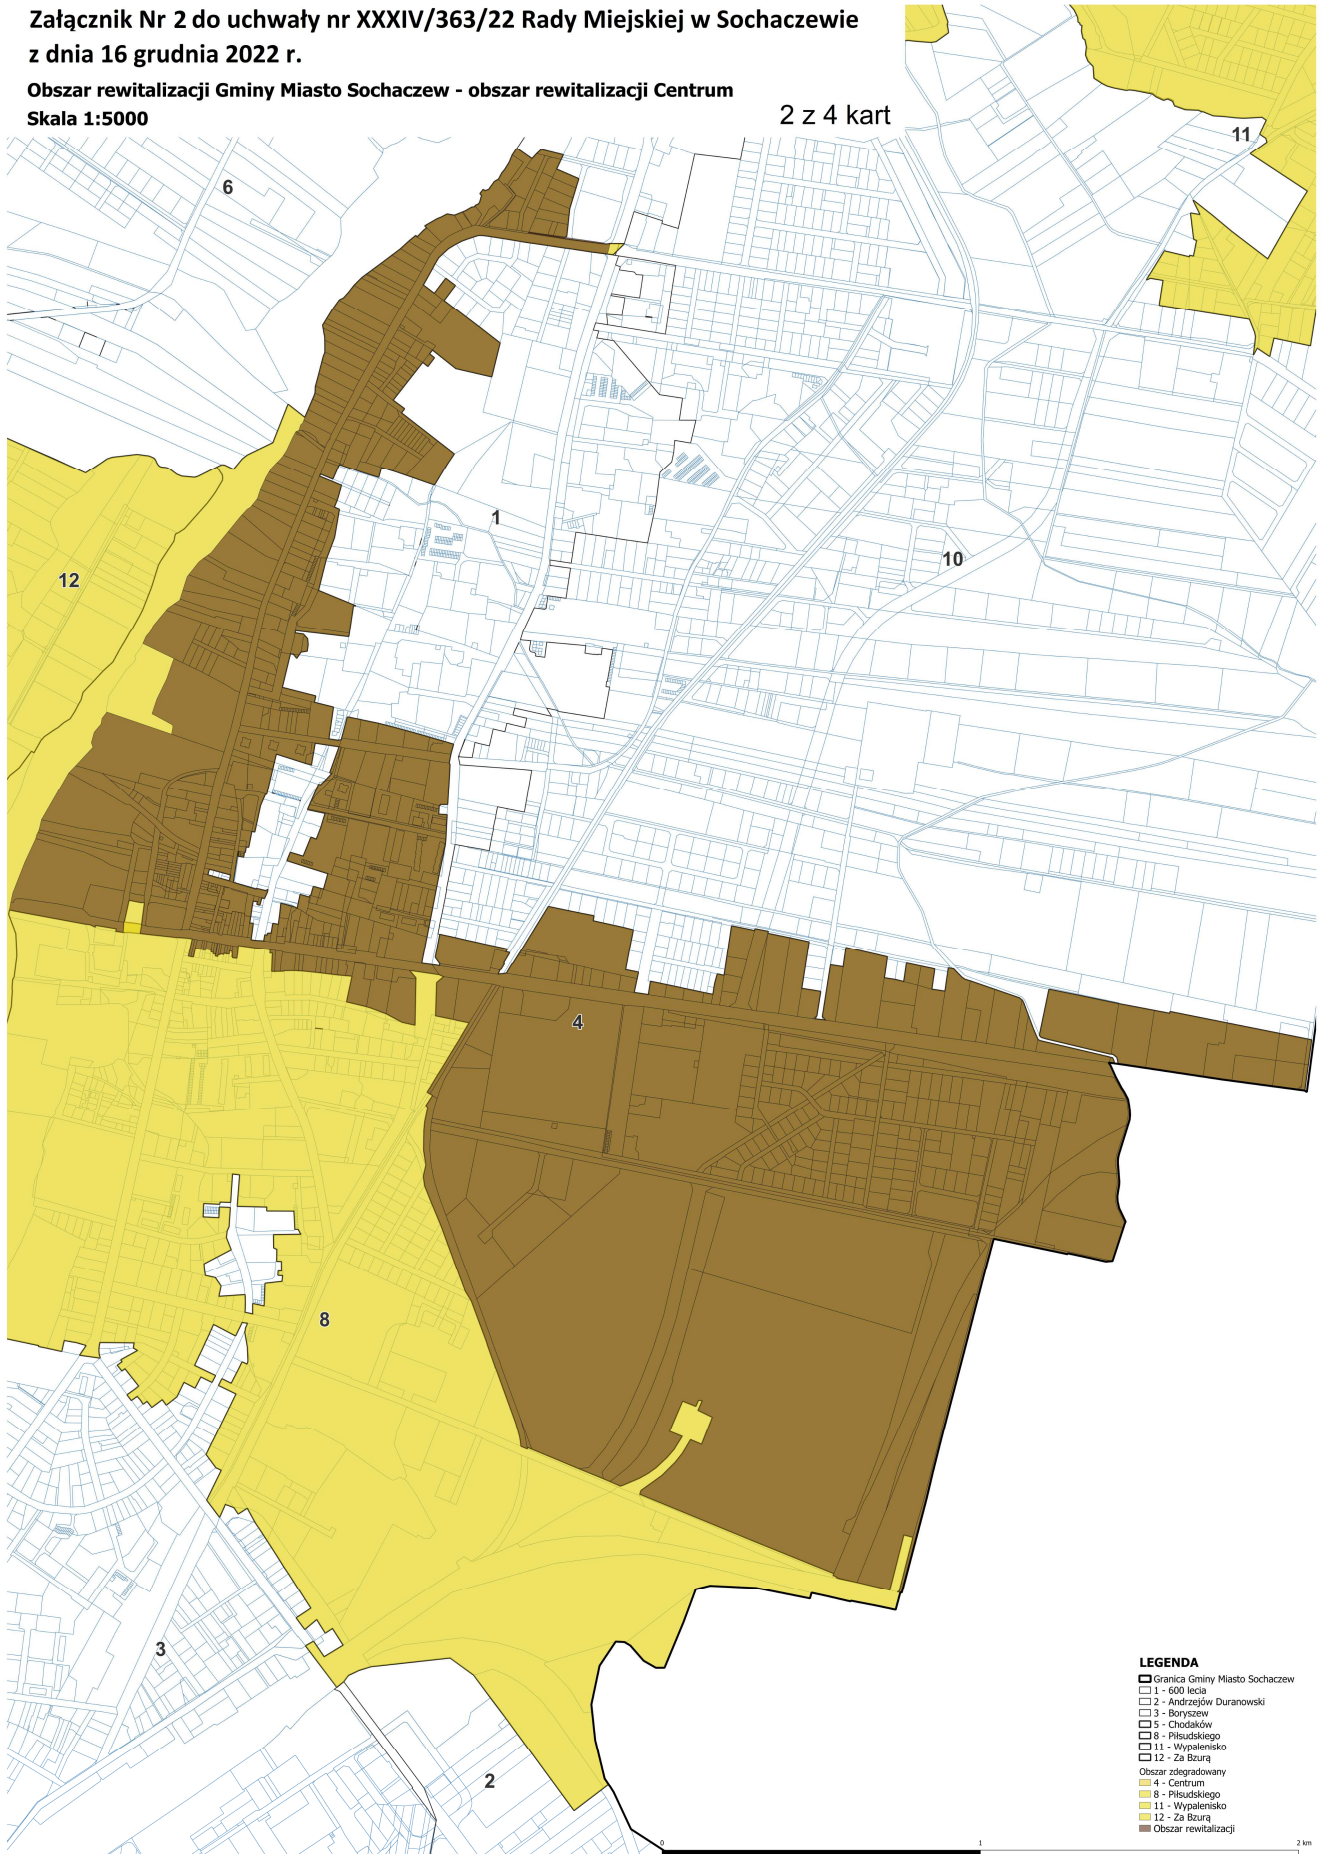 Załącznik Nr 2 do uchwały nr XXXIV/363/22 Rady Miejskiej w Sochaczewie
z dnia 16 grudnia 2022 r.
Obszar rewitalizacji Gminy Miasto Sochaczew - obszar rewitalizacji Centrum
Skala 1:5000
2 z 4 kart
11
6
1
10
12
4
8
3
2
LEGENDA
Granica Gminy Miasto Sochaczew
1 - 600 lecia
2 - Andrzejów Duranowski
3 - Boryszew
5 - Chodaków
8 - Piłsudskiego
11 - Wypalenisko
12 - Za Bzurą
Obszar zdegradowany
4 - Centrum
8 - Piłsudskiego
11 - Wypalenisko
12 - Za Bzurą
Obszar rewitalizacji
0 1 2 km